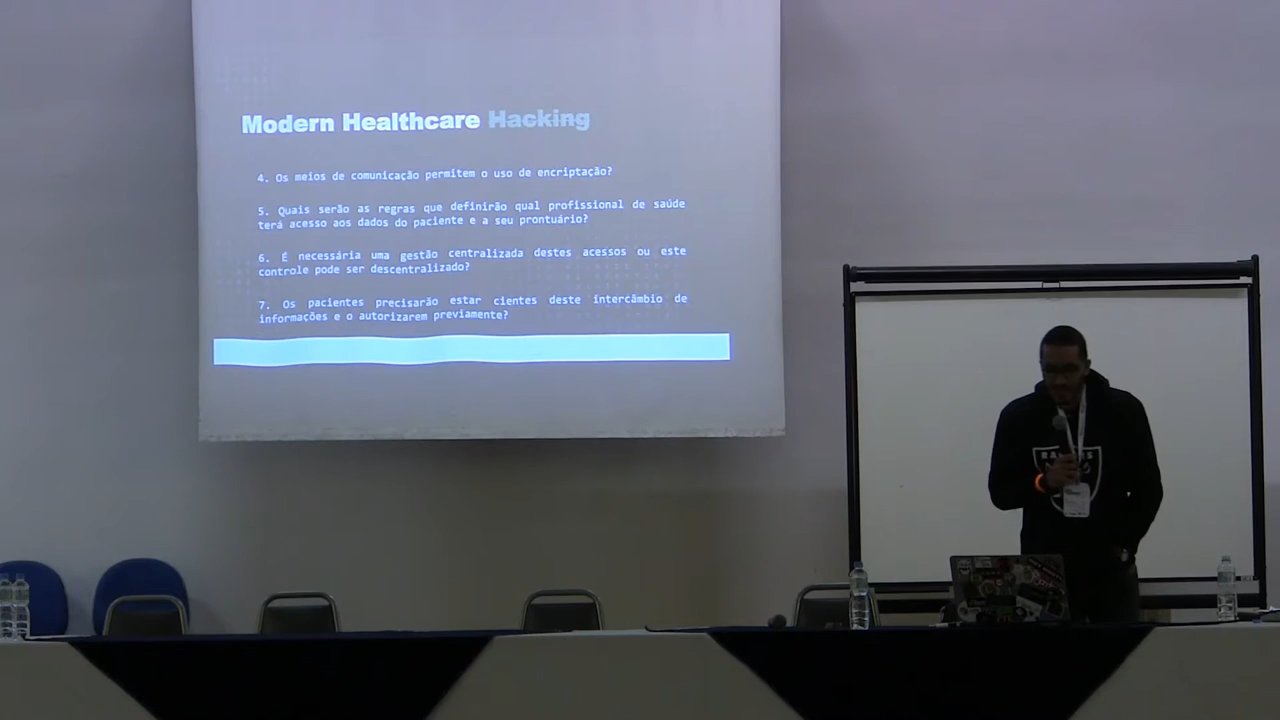 Modern Healthcare Hacking
4. Os meios de comunicação permitem o uso de encriptação?
5. Quais serão as regras que definirão qual profissional de saúde
terá acesso aos dados do paciente e a seu prontuário?
6. É necessária uma gestão centralizada destes acessos ou este
controle pode ser descentralizado?
7. Os pacientes precisarão estar cientes deste intercâmbio de
informações e o autorizarem previamente?